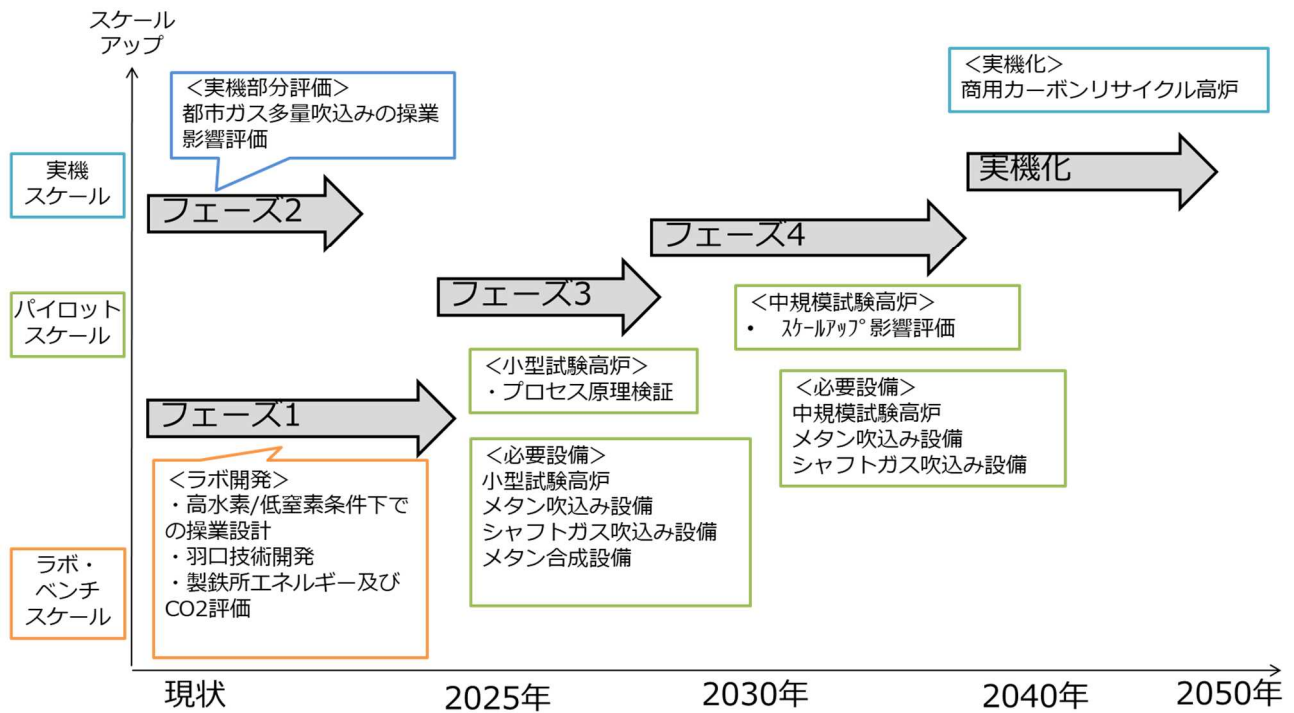 スケール
アップ
＜実機部分評価＞
都市ガス多量吹込みの操業
影響評価
＜実機化＞
商用カーボンリサイクル高炉
実機
スケール
フェーズ2
実機化
フェーズ4
パイロット
スケール
フェーズ3
＜中規模試験高炉＞
• ｽｹｰﾙｱｯﾌﾟ影響評価
＜小型試験高炉＞
・プロセス原理検証
フェーズ1
＜必要設備＞
中規模試験高炉
メタン吹込み設備
シャフトガス吹込み設備
＜必要設備＞
小型試験高炉
メタン吹込み設備
シャフトガス吹込み設備
メタン合成設備
＜ラボ開発＞
・高水素/低窒素条件下で
の操業設計
・羽口技術開発
・製鉄所エネルギー及び
CO2評価
ラボ・
ベンチ
スケール
現状
2025年
2030年
2040年
2050年